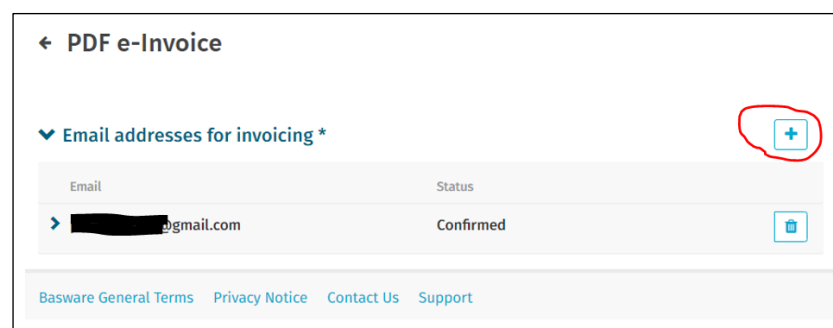 PDF e-Invoice
Email addresses for invoicing *
Email Status
@gmail.com Confirmed
Basware General Terms Privacy Notice Contact Us Support